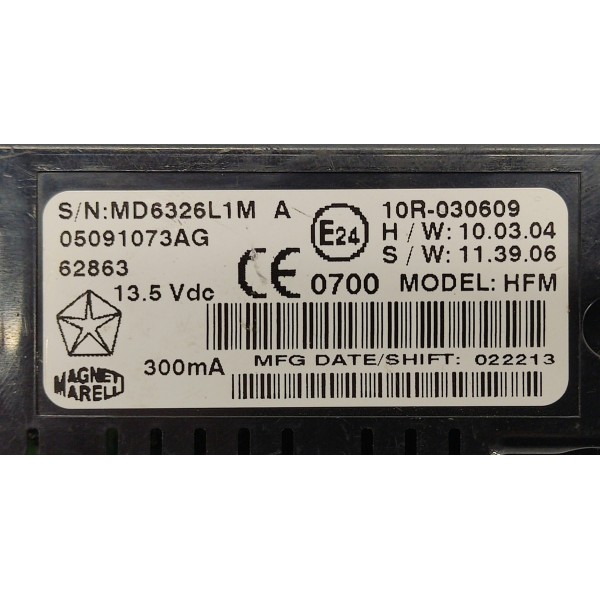 S/N:MD6326L1M A
05091073AG
62863
13.5 Vdc
300mA
MAGNETI
MARELLI
E24
CE 0700
10R-030609
H / W: 10.03.04
S / W: 11.39.06
MODEL: HFM
MFG DATE/SHIFT: 022213